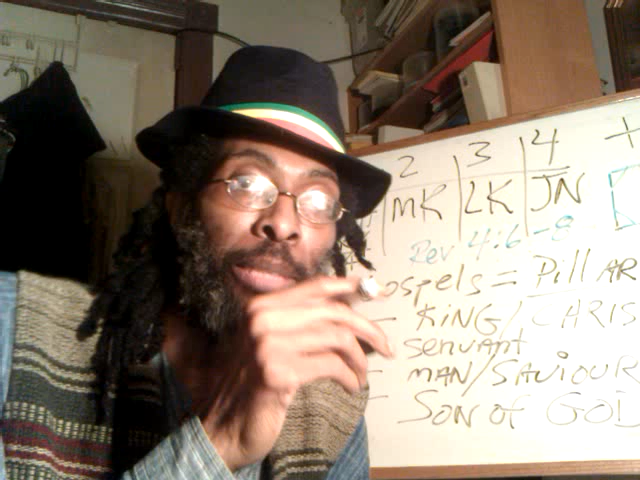 2 3 4 +
MK LK JN
Rev 4:6-8
ospels = Pillar
- KING/CHRIS
servant
- MAN/SAVIOUR
- SON of GOD